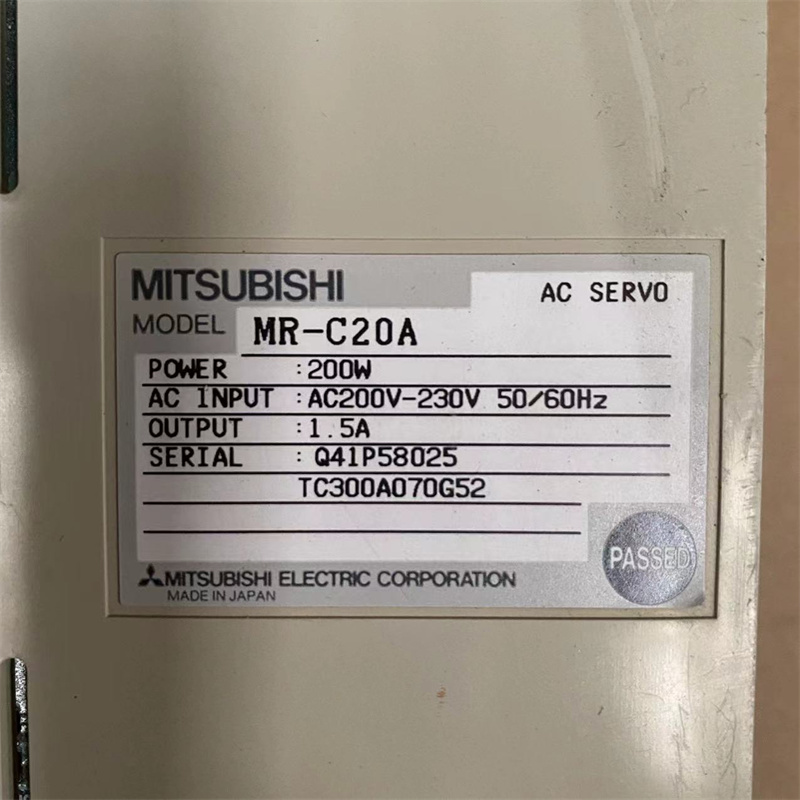 MITSUBISHI
AC SERVO
MODEL MR-C20A
POWER :200W
AC INPUT :AC200V-230V 50/60Hz
OUTPUT :1.5A
SERIAL : Q41P58025
TC300A070G52
PASSED
MITSUBISHI ELECTRIC CORPORATION
MADE IN JAPAN